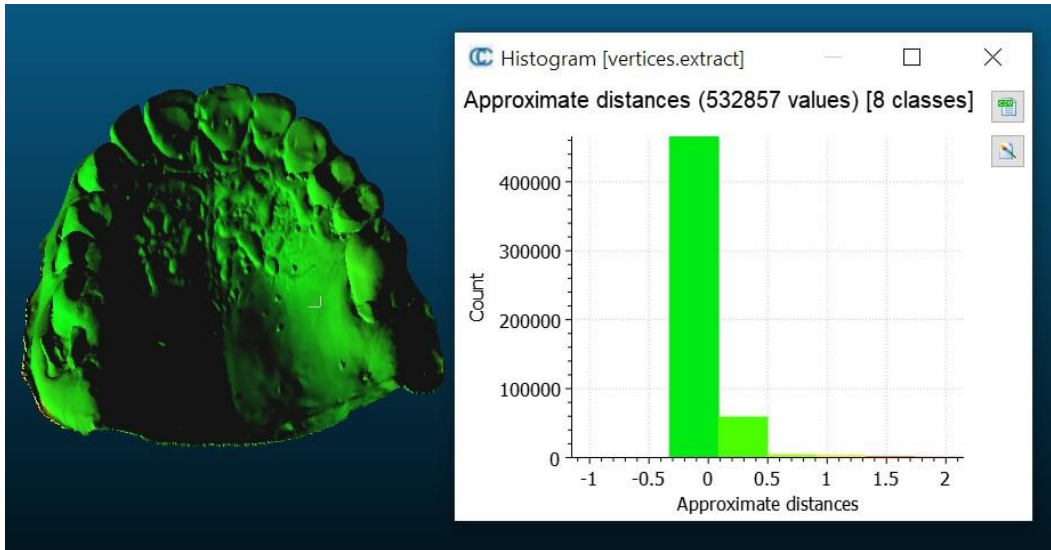 Histogram [vertices.extract]
Approximate distances (532857 values) [8 classes]
CSV
Count
400000
300000
200000
100000
0
-1 -0.5 0 0.5 1 1.5 2
Approximate distances